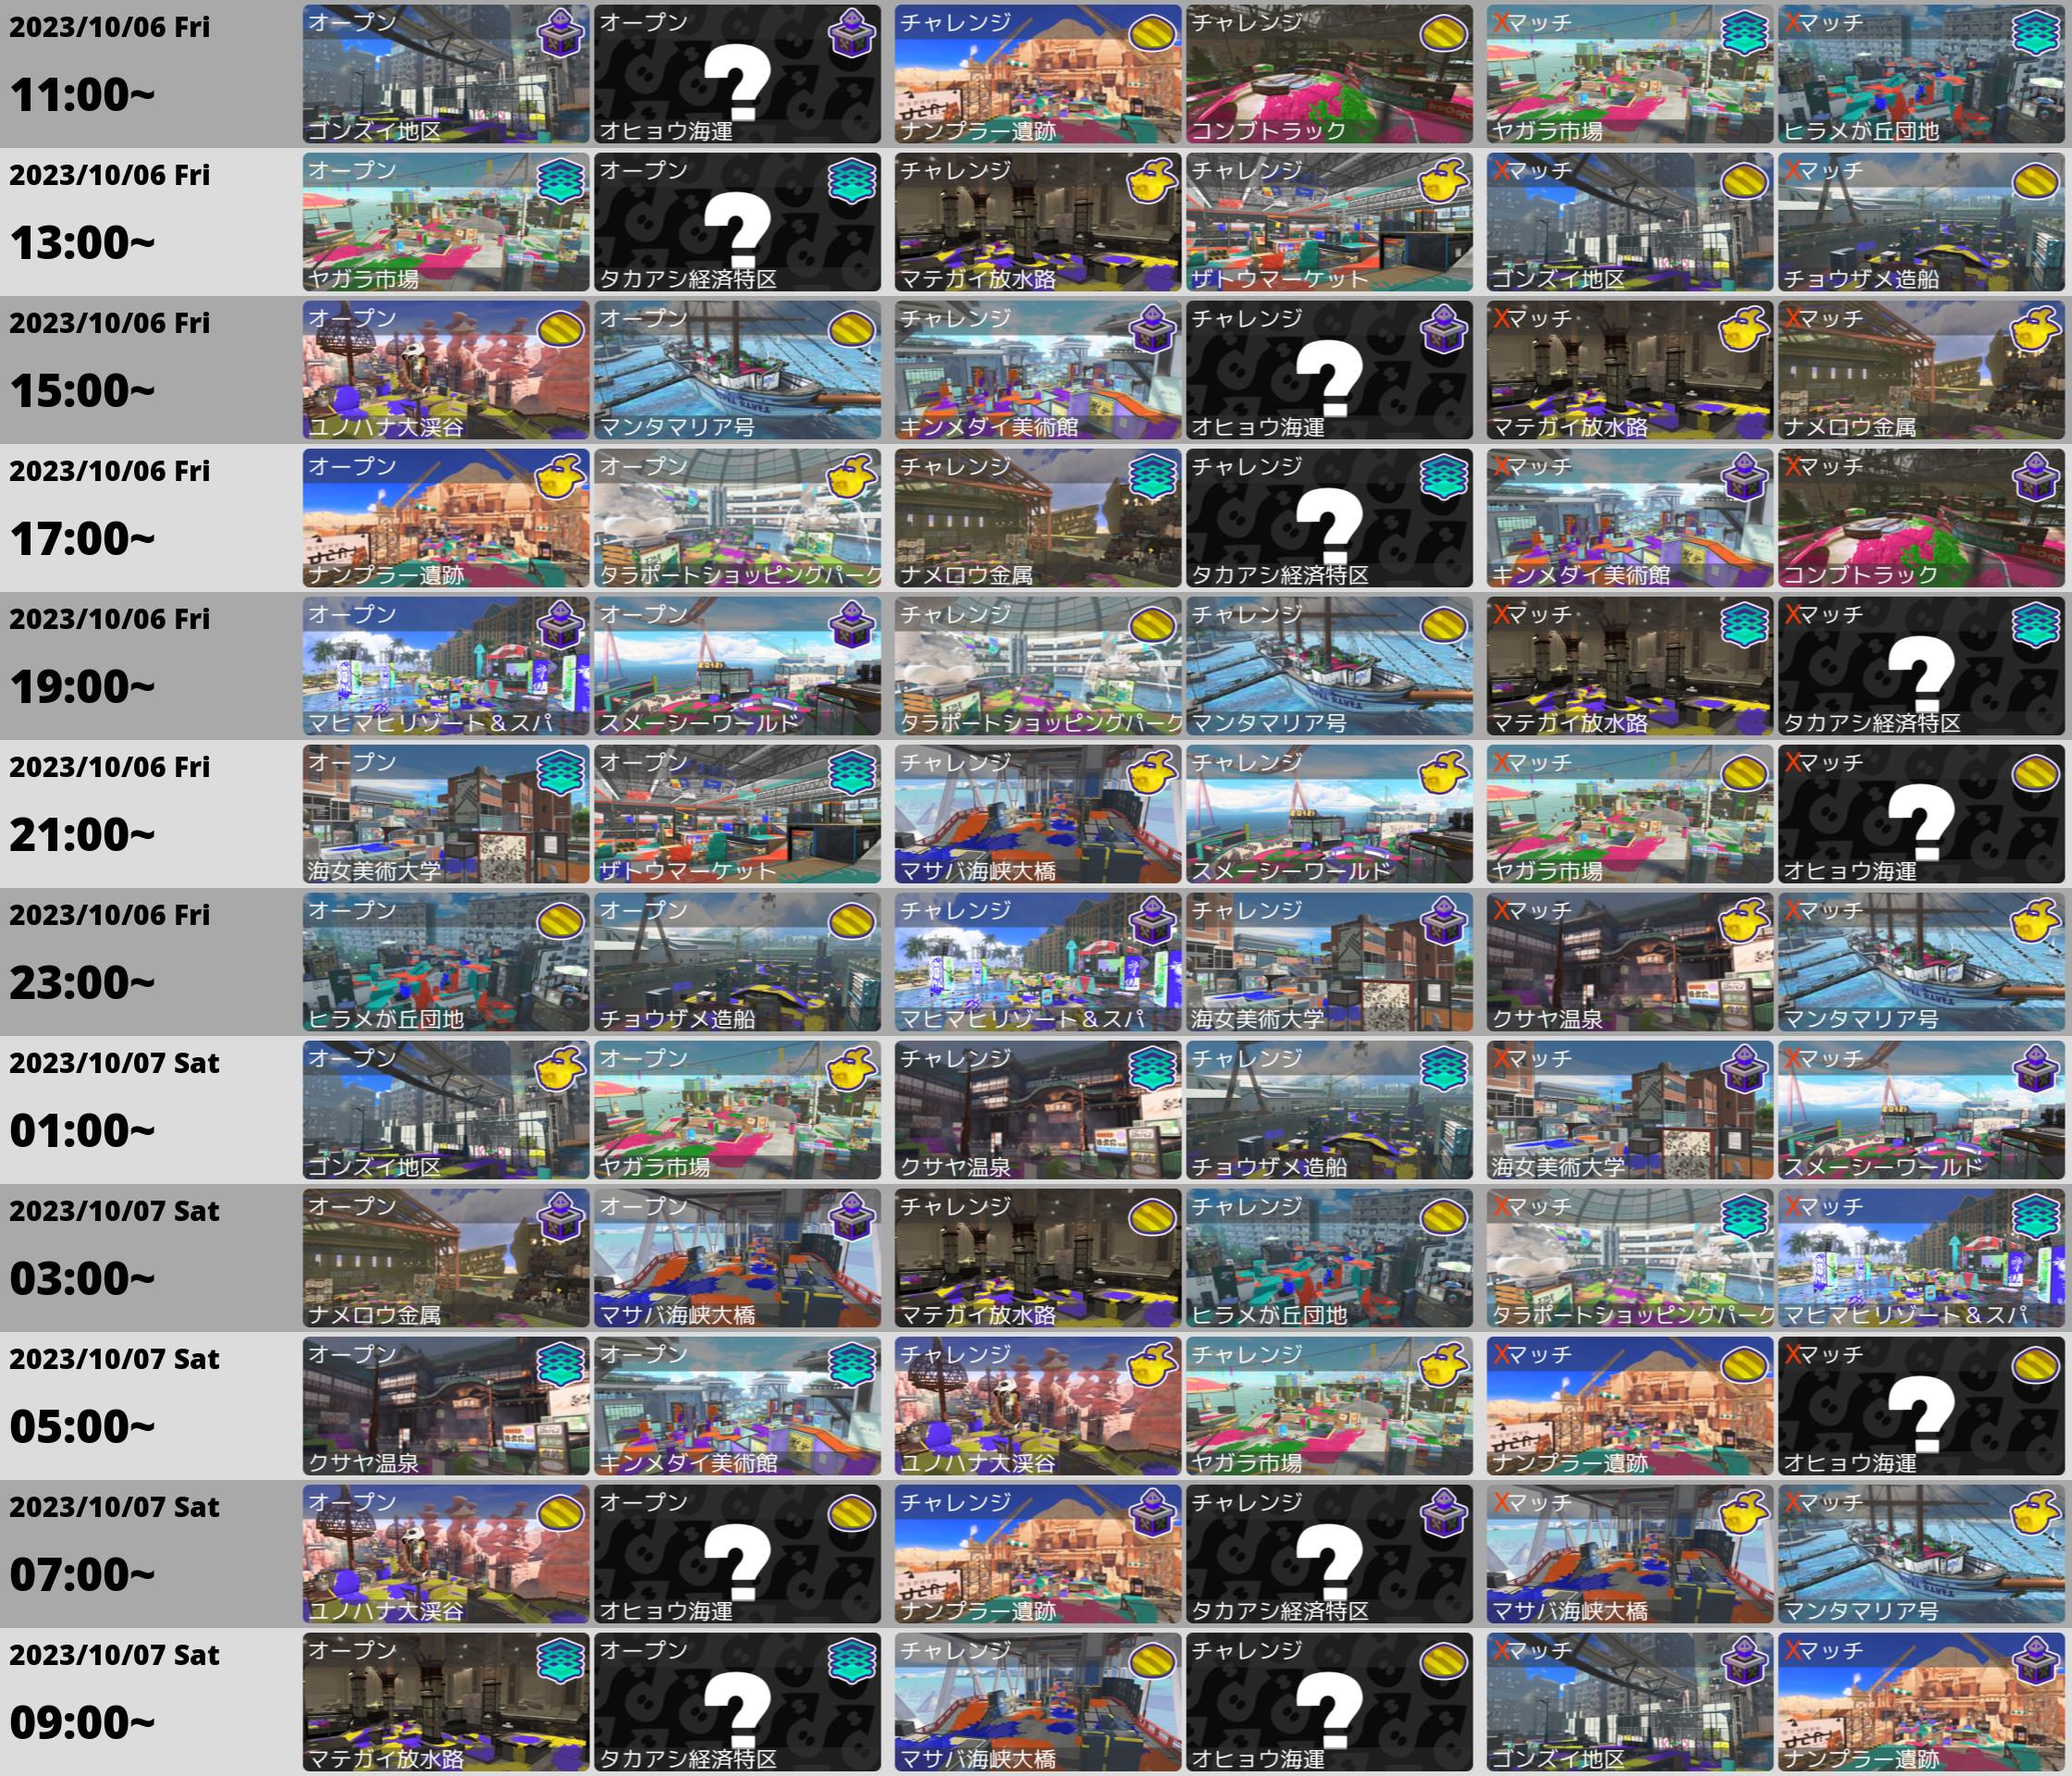 2023/10/06 Fri
11:00~
オープン
ゴンズイ地区
オープン
オヒョウ海運
チャレンジ
ナンプラー遺跡
チャレンジ
コンブトラック
Xマッチ
ヤガラ市場
Xマッチ
ヒラメが丘団地
2023/10/06 Fri
13:00~
オープン
ヤガラ市場
オープン
タカアシ経済特区
チャレンジ
マテガイ放水路
チャレンジ
ザトウマーケット
Xマッチ
ゴンズイ地区
Xマッチ
チョウザメ造船
2023/10/06 Fri
15:00~
オープン
ユノハナ大渓谷
オープン
マンタマリア号
チャレンジ
キンメダイ美術館
チャレンジ
オヒョウ海運
Xマッチ
マテガイ放水路
Xマッチ
ナメロウ金属
2023/10/06 Fri
17:00~
オープン
ナンプラー遺跡
オープン
タラポートショッピングパーク
チャレンジ
ナメロウ金属
チャレンジ
タカアシ経済特区
Xマッチ
キンメダイ美術館
Xマッチ
コンブトラック
2023/10/06 Fri
19:00~
オープン
マヒマヒリゾート＆スパ
オープン
スメーシーワールド
チャレンジ
タラポートショッピングパーク
チャレンジ
マンタマリア号
Xマッチ
マテガイ放水路
Xマッチ
タカアシ経済特区
2023/10/06 Fri
21:00~
オープン
海女美術大学
オープン
ザトウマーケット
チャレンジ
マサバ海峡大橋
チャレンジ
スメーシーワールド
Xマッチ
ヤガラ市場
Xマッチ
オヒョウ海運
2023/10/06 Fri
23:00~
オープン
ヒラメが丘団地
オープン
チョウザメ造船
チャレンジ
マヒマヒリゾート＆スパ
チャレンジ
海女美術大学
Xマッチ
クサヤ温泉
Xマッチ
マンタマリア号
2023/10/07 Sat
01:00~
オープン
ゴンズイ地区
オープン
ヤガラ市場
チャレンジ
クサヤ温泉
チャレンジ
チョウザメ造船
Xマッチ
海女美術大学
Xマッチ
スメーシーワールド
2023/10/07 Sat
03:00~
オープン
ナメロウ金属
オープン
マサバ海峡大橋
チャレンジ
マテガイ放水路
チャレンジ
ヒラメが丘団地
Xマッチ
タラポートショッピングパーク
Xマッチ
マヒマヒリゾート＆スパ
2023/10/07 Sat
05:00~
オープン
クサヤ温泉
オープン
キンメダイ美術館
チャレンジ
ユノハナ大渓谷
チャレンジ
ヤガラ市場
Xマッチ
ナンプラー遺跡
Xマッチ
オヒョウ海運
2023/10/07 Sat
07:00~
オープン
ユノハナ大渓谷
オープン
オヒョウ海運
チャレンジ
ナンプラー遺跡
チャレンジ
タカアシ経済特区
Xマッチ
マサバ海峡大橋
Xマッチ
マンタマリア号
2023/10/07 Sat
09:00~
オープン
マテガイ放水路
オープン
タカアシ経済特区
チャレンジ
マサバ海峡大橋
チャレンジ
オヒョウ海運
Xマッチ
ゴンズイ地区
Xマッチ
ナンプラー遺跡